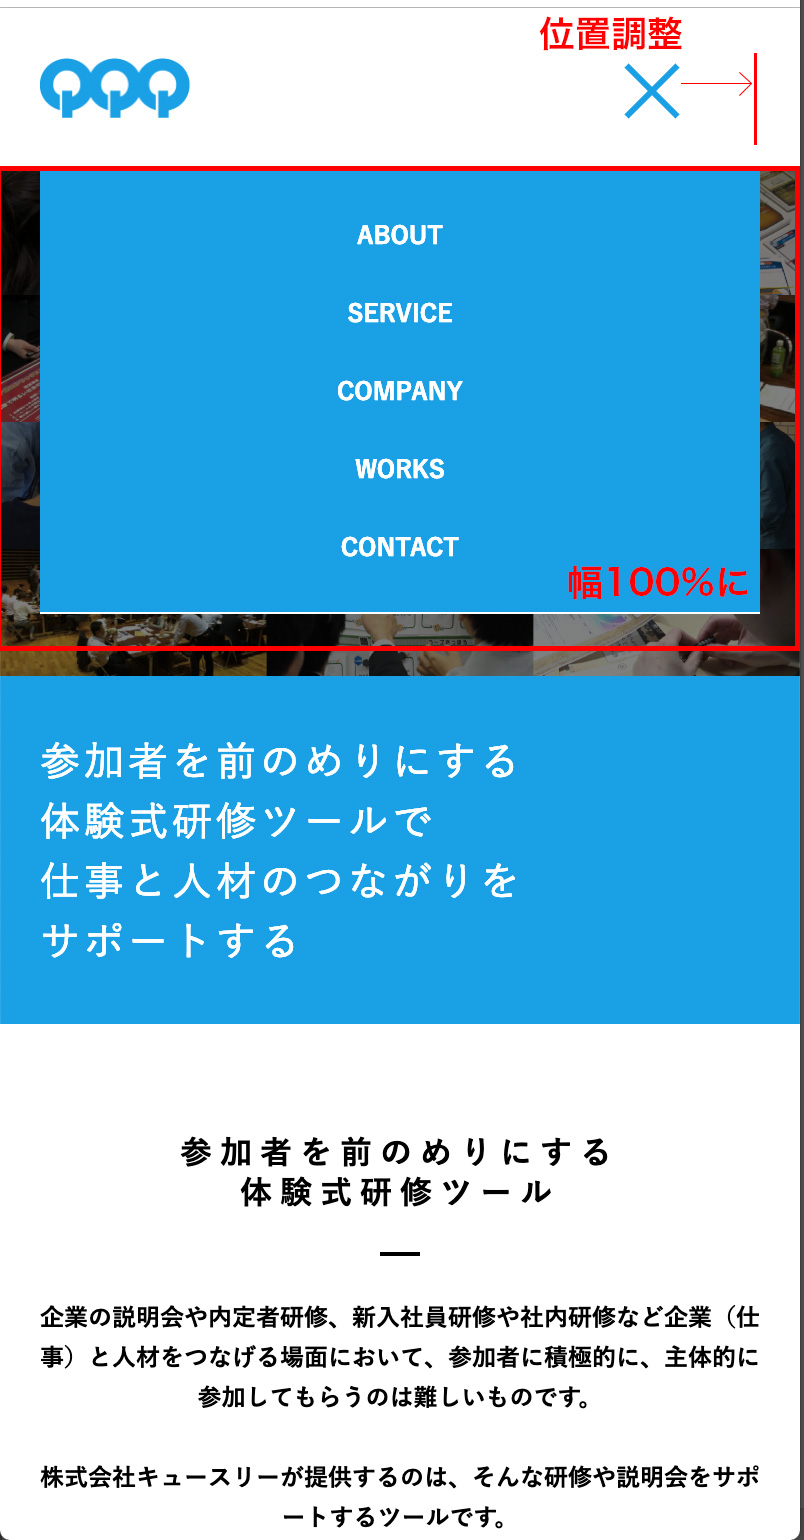 位置調整
QQQ
ABOUT
SERVICE
COMPANY
WORKS
CONTACT
幅100%に
参加者を前のめりにする
体験式研修ツールで
仕事と人材のつながりを
サポートする
参加者を前のめりにする
体験式研修ツール
企業の説明会や内定者研修、新入社員研修や社内研修など企業（仕
事）と人材をつなげる場面において、参加者に積極的に、主体的に
参加してもらうのは難しいものです。
株式会社キュースリーが提供するのは、そんな研修や説明会をサポ
ートするツールです。